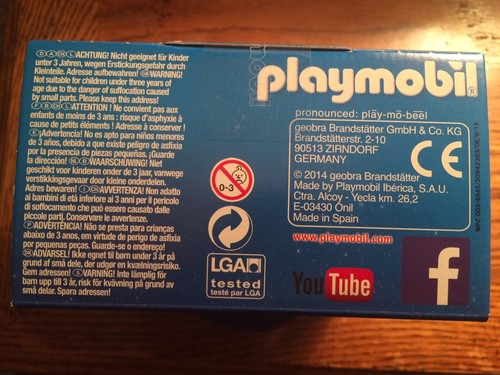 ⒹⒶⒸⒽⓁACHTUNG! Nicht geeignet für Kinder
unter 3 Jahren, wegen Erstickungsgefahr durch
Kleinteile. Adresse aufbewahren! ⒼⒷWARNING!
Not suitable for children under three years of
age due to the danger of suffocation caused
by small parts. Please keep this address!
ⒻⒷⒸⒽⓁATTENTION ! Ne convient pas aux
enfants de moins de 3 ans : risque d'asphyxie à
cause de petits éléments ! Adresse à conserver !
Ⓔ¡Advertencia! No es apto para niños menores
de 3 años, debido a que existe peligro de asfixia
por la presencia de piezas pequeñas. ¡Guarde
la dirección! ⓃⓁWAARSCHUWING! Niet
geschikt voor kinderen onder de 3 jaar, vanwege
verstikkingsgevaar door kleine onderdelen.
Adres bewaren! ⒾⒸⒽAVVERTENZA! Non adatto
ai bambini di età inferiore ai 3 anni per il pericolo
di soffocamento che può essere causato dalle
piccole parti. Conservare le avvertenze.
ⓅADVERTÊNCIA! Não se presta para crianças
abaixo de 3 anos, em virtude de perigo de asfixia
por pequenas peças. Guarde-se o endereço!
ⒹⓀADVARSEL! Ikke egnet til børn under 3 år på
grund af små dele, der udgør en kvælningsrisiko.
Gem adressen! ⓈVARNING! Inte lämplig för
barn upp till 3 år, risk för kvävning på grund av
små delar. Spara adressen!
0-3
LGA
tested
testé par LGA
playmobil®
pronounced: plāy-mō-bēel
geobra Brandstätter GmbH & Co. KG
Brandstätterstr. 2-10
90513 ZIRNDORF
GERMANY
CE
© 2014 geobra Brandstätter
Made by Playmobil Ibérica, S.A.U.
Ctra. Alcoy - Yecla km. 26,2
E-03430 Onil
Made in Spain
www.playmobil.com
YouTube
f